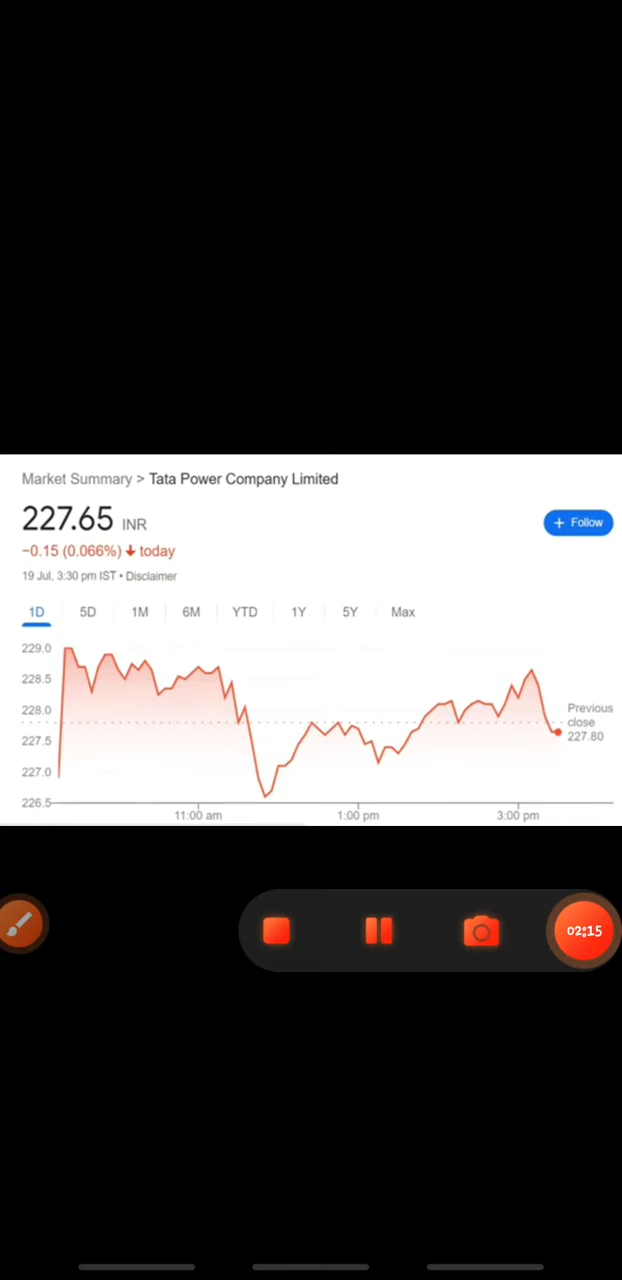 Market Summary > Tata Power Company Limited
227.65 INR
+ Follow
−0.15 (0.066%) ↓ today
19 Jul, 3:30 pm IST • Disclaimer
1D 5D 1M 6M YTD 1Y 5Y Max
229.0
228.5
228.0
227.5
227.0
226.5
Previous
close
227.80
11:00 am 1:00 pm 3:00 pm
02:15